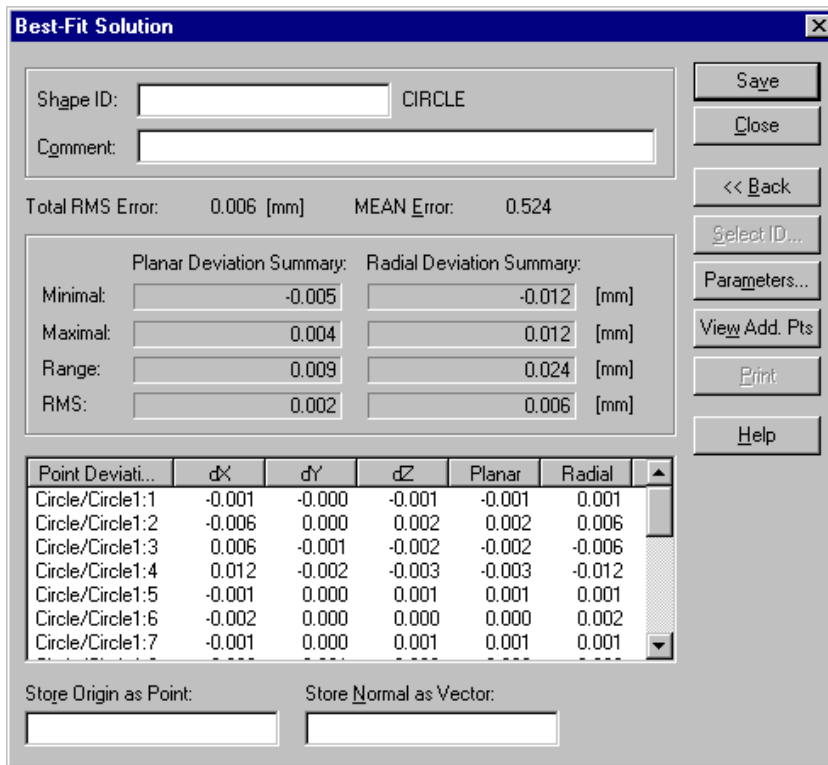 Best-Fit Solution
Shape ID: CIRCLE
Comment:
Save
Close
<< Back
Select ID...
Parameters...
View Add. Pts
Print
Help
Total RMS Error: 0.006 [mm] MEAN Error: 0.524
Planar Deviation Summary: Radial Deviation Summary:
Minimal: -0.005 -0.012 [mm]
Maximal: 0.004 0.012 [mm]
Range: 0.009 0.024 [mm]
RMS: 0.002 0.006 [mm]
Point Deviati... dX dY dZ Planar Radial
Circle/Circle1:1 -0.001 -0.000 -0.001 -0.001 0.001
Circle/Circle1:2 -0.006 0.000 0.002 0.002 0.006
Circle/Circle1:3 0.006 -0.001 -0.002 -0.002 -0.006
Circle/Circle1:4 0.012 -0.002 -0.003 -0.003 -0.012
Circle/Circle1:5 -0.001 0.000 0.001 0.001 0.001
Circle/Circle1:6 -0.002 0.000 0.000 0.000 0.002
Circle/Circle1:7 -0.001 0.000 0.001 0.001 0.001
Store Origin as Point: Store Normal as Vector: